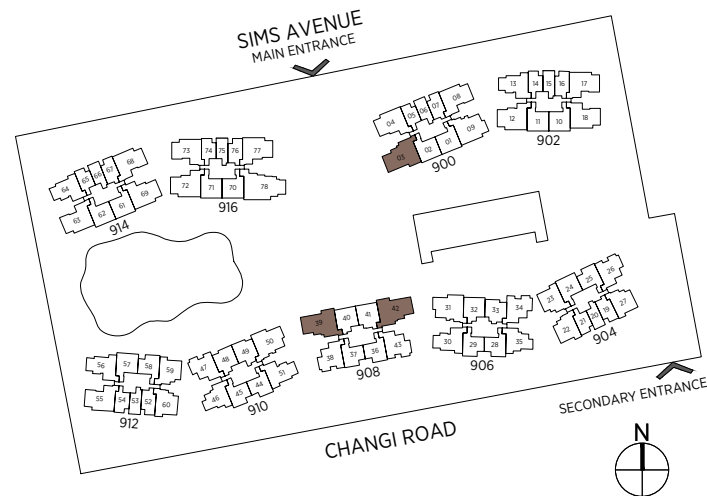 SIMS AVENUE
MAIN ENTRANCE
04 05 06 07 08
03 02 01 09
900
13 14 15 16 17
12 11 10 18
902
64 65 66 67 68
63 62 61 69
914
73 74 75 76 77
72 71 70 78
916
39 40 41 42
38 37 36 43
908
31 32 33 34
30 29 28 35
906
23 24 25 26
22 21 20 19 27
904
47 48 49 50
46 45 44 51
910
56 57 58 59
55 54 53 52 60
912
SECONDARY ENTRANCE
CHANGI ROAD
N